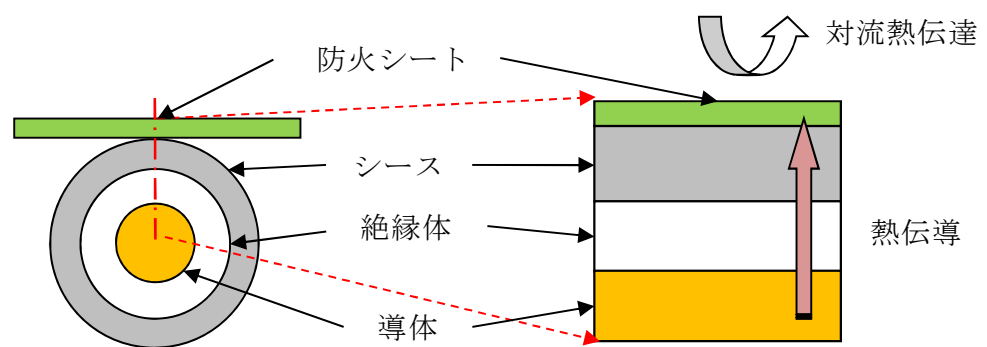 対流熱伝達
防火シート
シース
絶縁体
熱伝導
導体